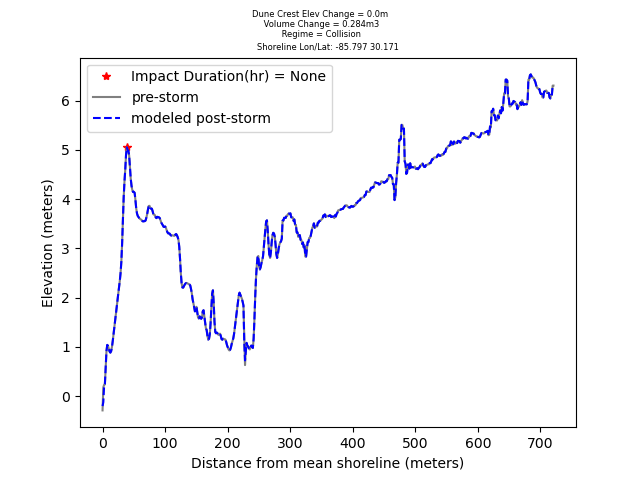 Dune Crest Elev Change = 0.0m
Volume Change = 0.284m3
Regime = Collision
Shoreline Lon/Lat: -85.797 30.171
Impact Duration(hr) = None
pre-storm
modeled post-storm
Elevation (meters)
6
5
4
3
2
1
0
0 100 200 300 400 500 600 700
Distance from mean shoreline (meters)